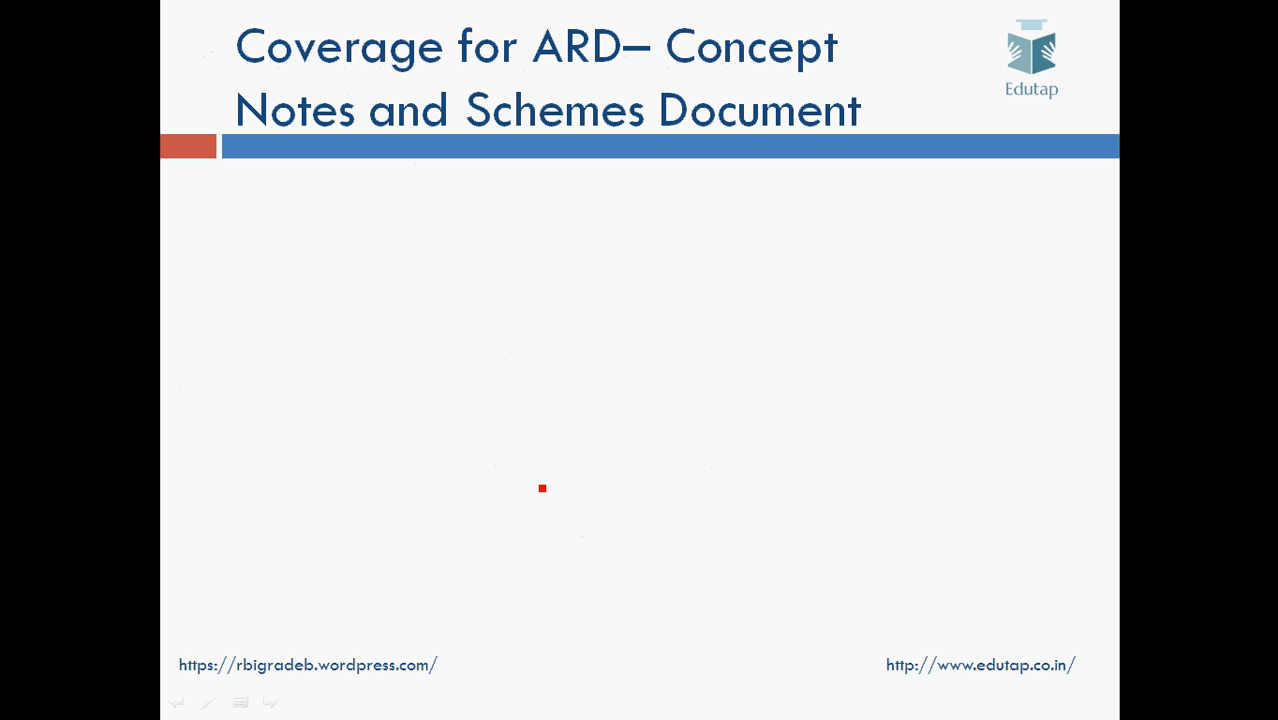 Coverage for ARD– Concept
Notes and Schemes Document
Edutap
https://rbigradeb.wordpress.com/
http://www.edutap.co.in/